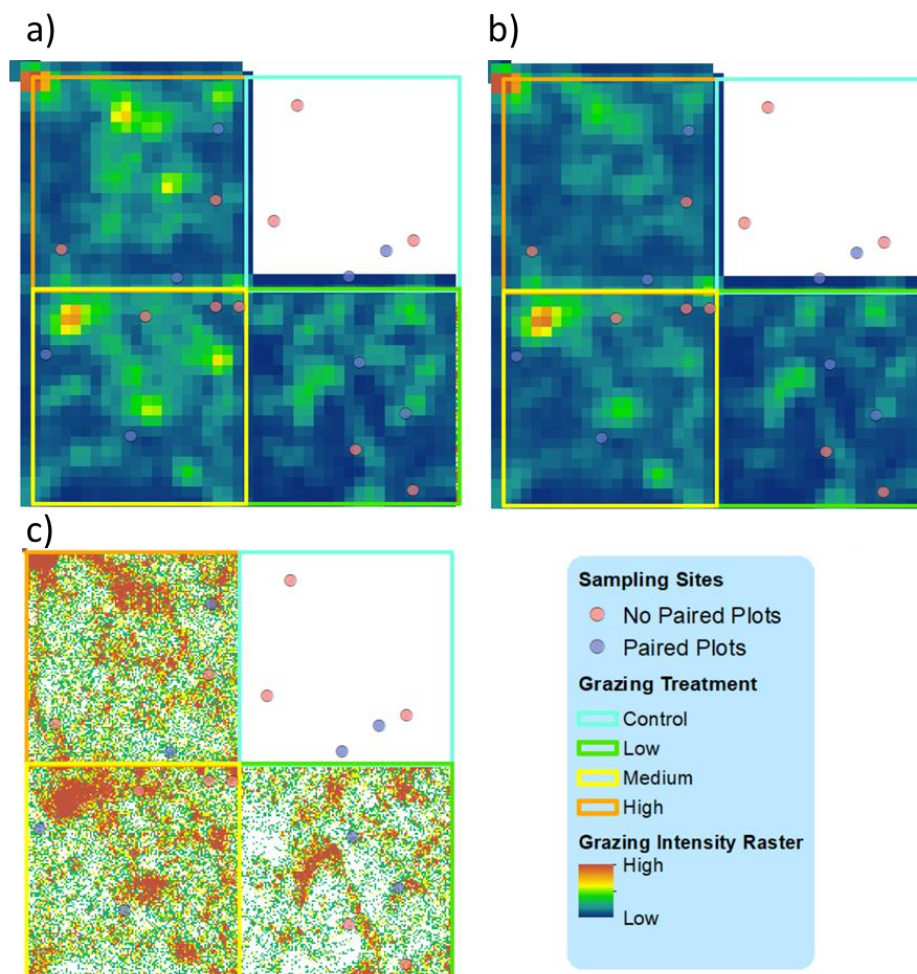 a)
b)
c)
Sampling Sites
No Paired Plots
Paired Plots
Grazing Treatment
Control
Low
Medium
High
Grazing Intensity Raster
High
Low